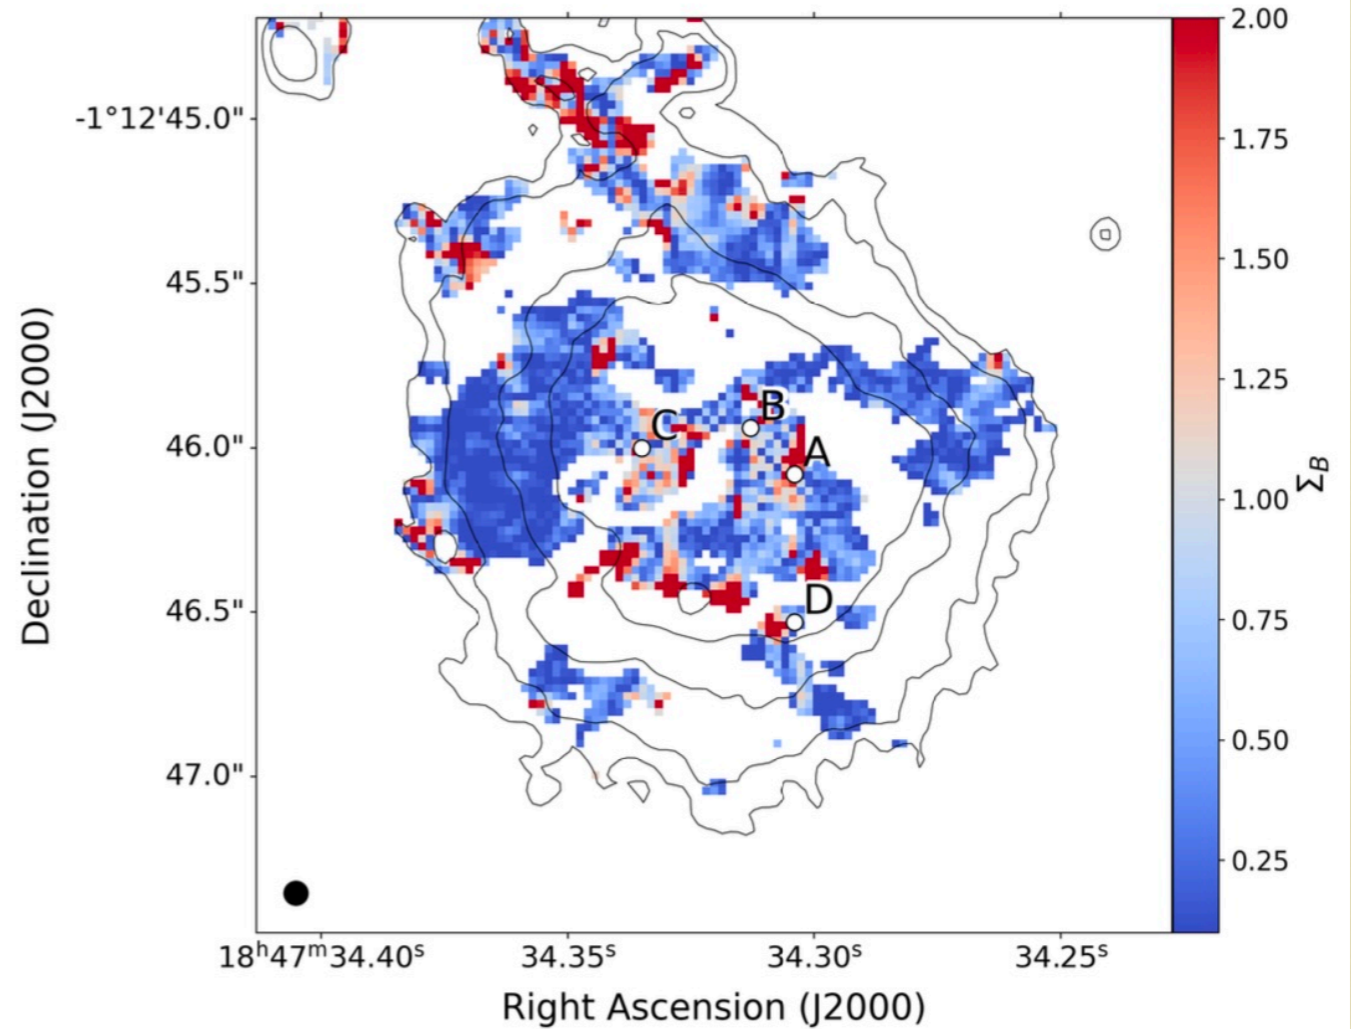 2.00
-1°12'45.0"
1.75
1.50
45.5"
1.25
B
C
46.0"
A
1.00
Σ_B
Declination (J2000)
0.75
46.5"
D
0.50
47.0"
0.25
18ʰ47ᵐ34.40ˢ 34.35ˢ 34.30ˢ 34.25ˢ
Right Ascension (J2000)